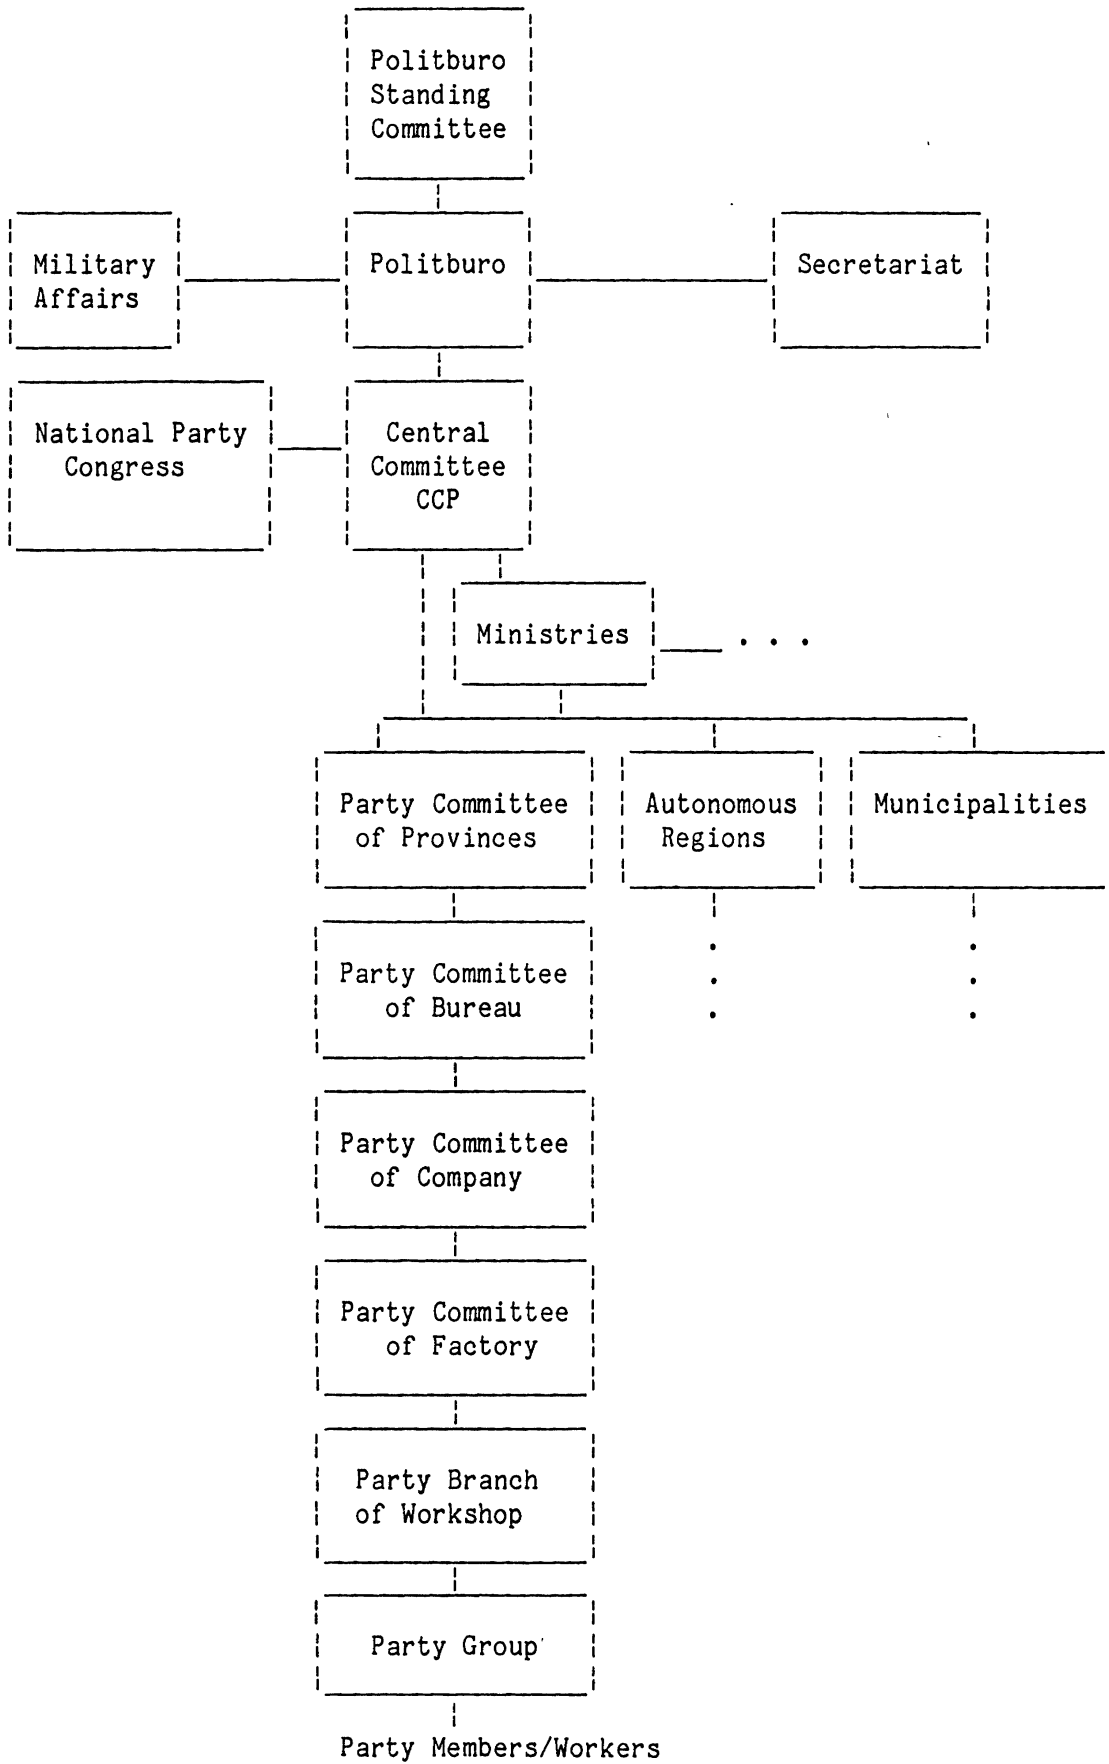 Politburo
Standing
Committee
Military
Affairs
Politburo
Secretariat
National Party
Congress
Central
Committee
CCP
Ministries
. . .
Party Committee
of Provinces
Autonomous
Regions
Municipalities
Party Committee
of Bureau
Party Committee
of Company
Party Committee
of Factory
Party Branch
of Workshop
Party Group
Party Members/Workers